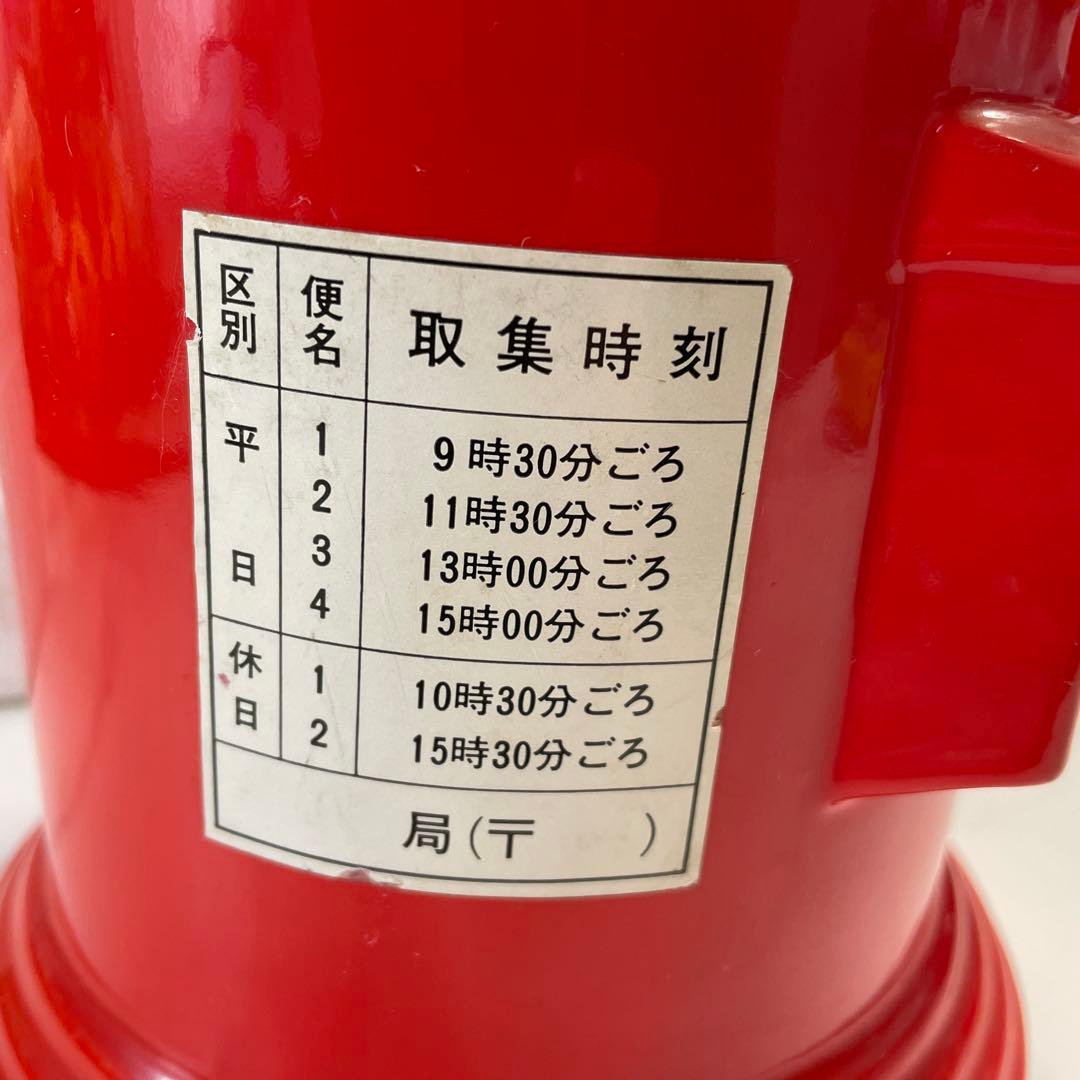 区別 便名 取集時刻
平日 1 9時30分ごろ
2 11時30分ごろ
3 13時00分ごろ
4 15時00分ごろ
休日 1 10時30分ごろ
2 15時30分ごろ
局(〒 )